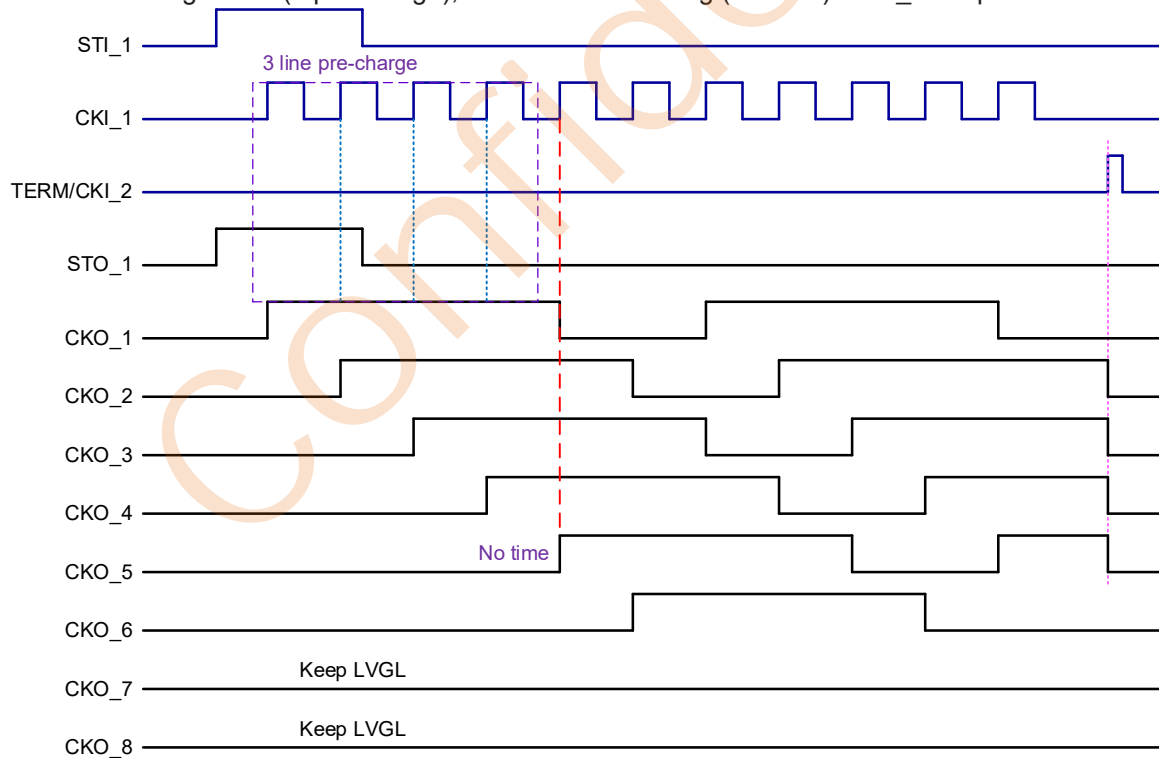 STI_1
3 line pre-charge
CKI_1
TERM/CKI_2
STO_1
CKO_1
CKO_2
CKO_3
CKO_4
No time
CKO_5
CKO_6
Keep LVGL
CKO_7
Keep LVGL
CKO_8
Confide